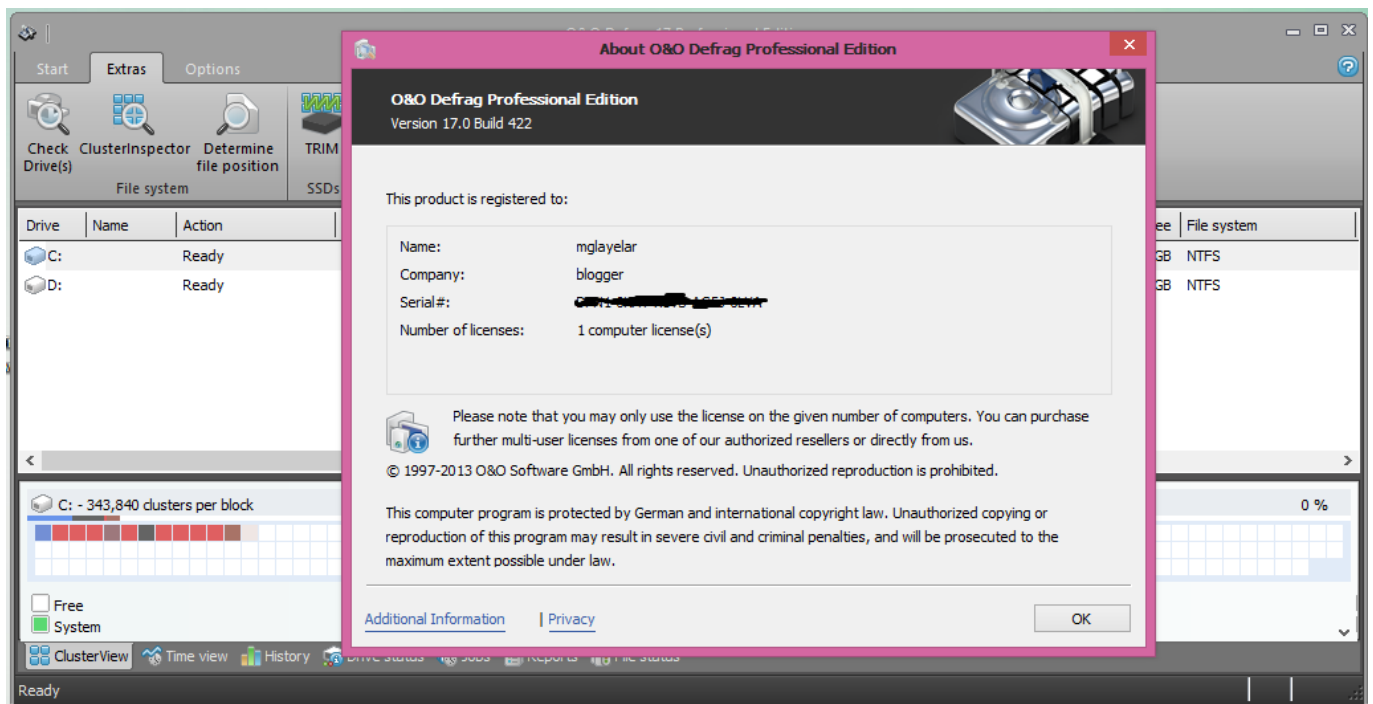 Start Extras Options
Check Drive(s)
ClusterInspector
Determine file position
TRIM
File system
SSDs
Drive Name Action
ee File system
C: Ready
GB NTFS
D: Ready
GB NTFS
About O&O Defrag Professional Edition
O&O Defrag Professional Edition
Version 17.0 Build 422
This product is registered to:
Name: mglayelar
Company: blogger
Serial#:
Number of licenses: 1 computer license(s)
Please note that you may only use the license on the given number of computers. You can purchase
further multi-user licenses from one of our authorized resellers or directly from us.
© 1997-2013 O&O Software GmbH. All rights reserved. Unauthorized reproduction is prohibited.
This computer program is protected by German and international copyright law. Unauthorized copying or
reproduction of this program may result in severe civil and criminal penalties, and will be prosecuted to the
maximum extent possible under law.
Additional Information | Privacy
OK
C: - 343,840 clusters per block
0 %
Free
System
ClusterView Time view History
Ready